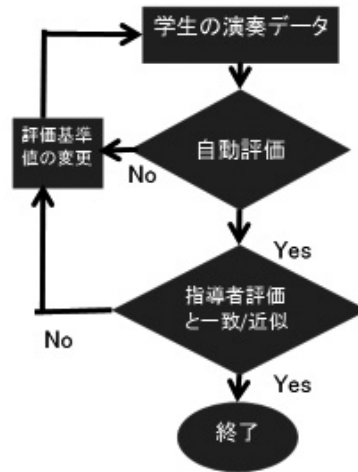 学生の演奏データ
評価基準
値の変更
自動評価
No
Yes
指導者評価
と一致/近似
No
Yes
終了